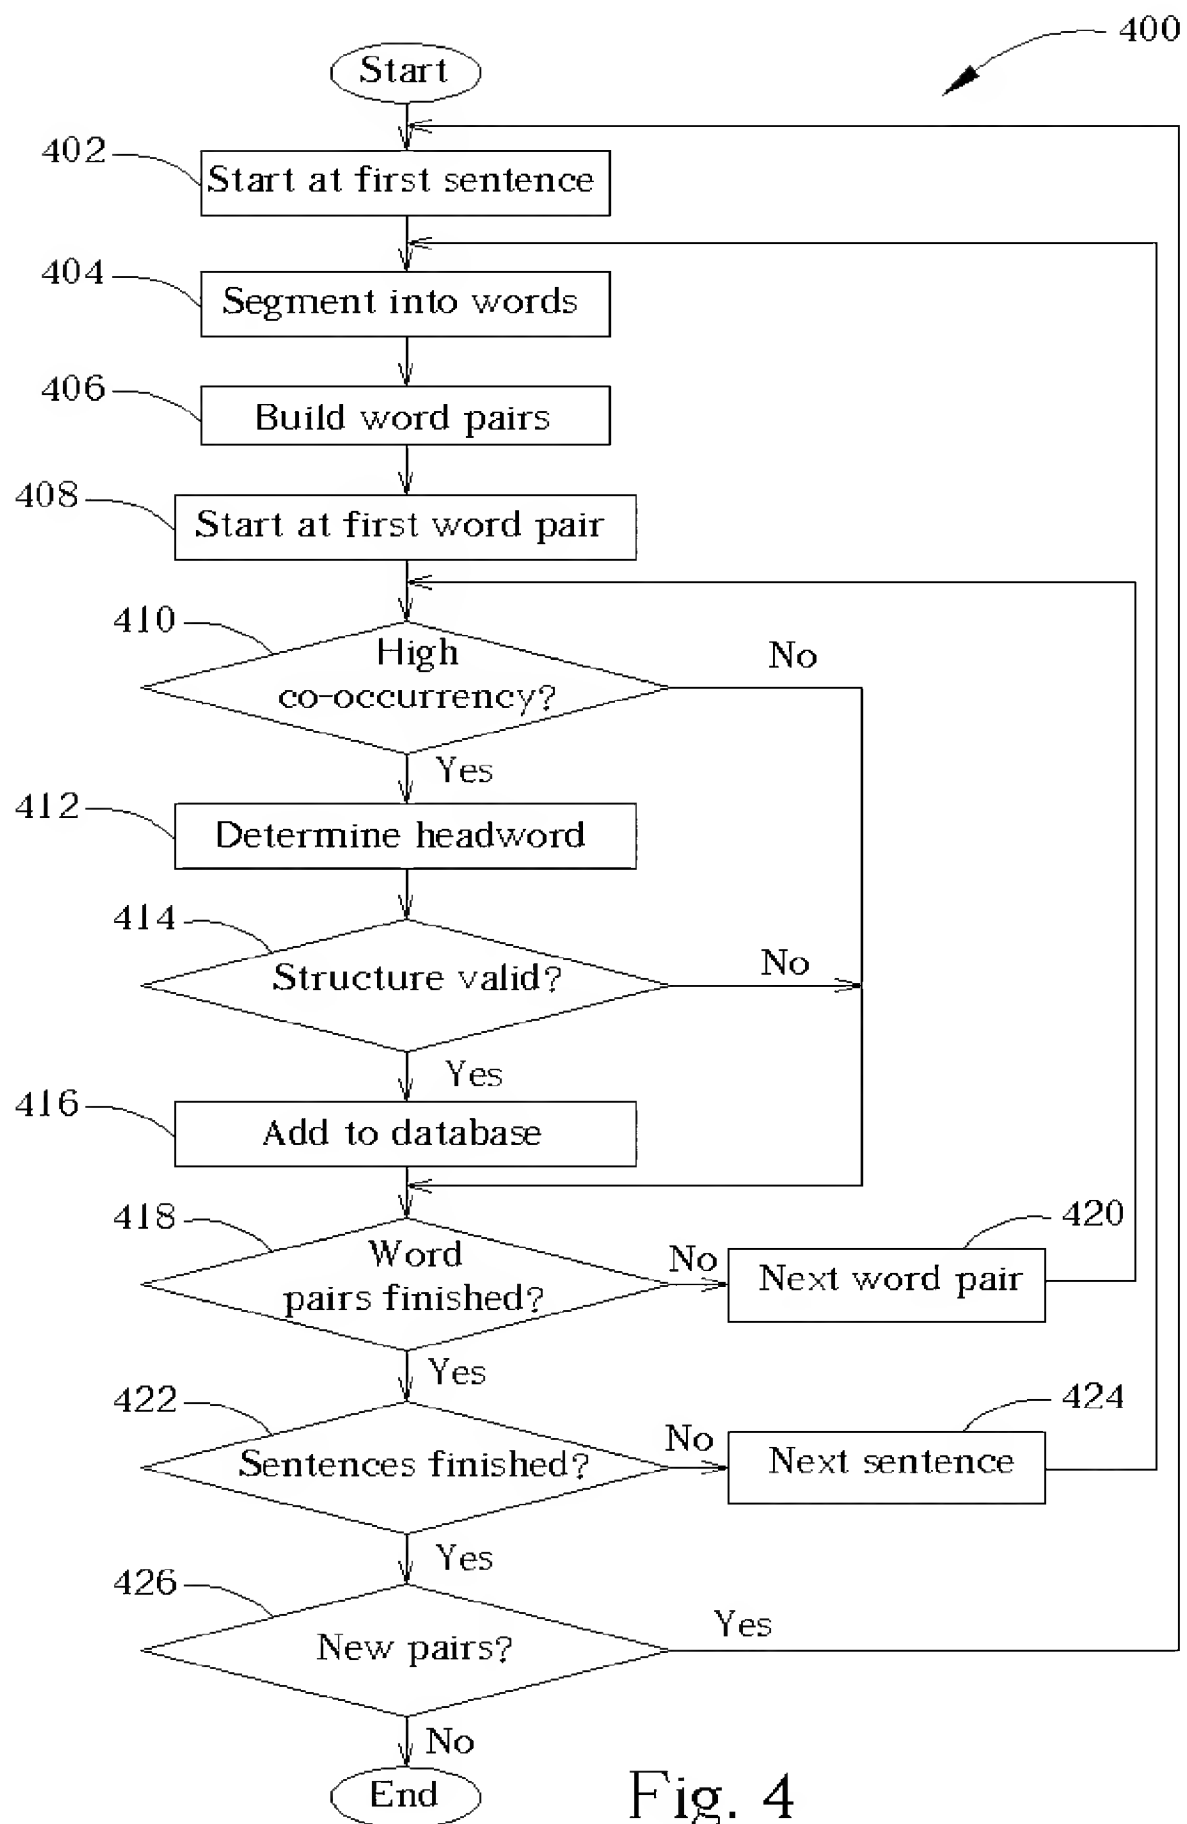 400
Start
402
Start at first sentence
404
Segment into words
406
Build word pairs
408
Start at first word pair
410
High
co-occurrency?
No
Yes
412
Determine headword
414
Structure valid?
No
Yes
416
Add to database
418
Word
pairs finished?
No
420
Next word pair
Yes
422
Sentences finished?
No
424
Next sentence
Yes
426
New pairs?
Yes
No
End
Fig. 4